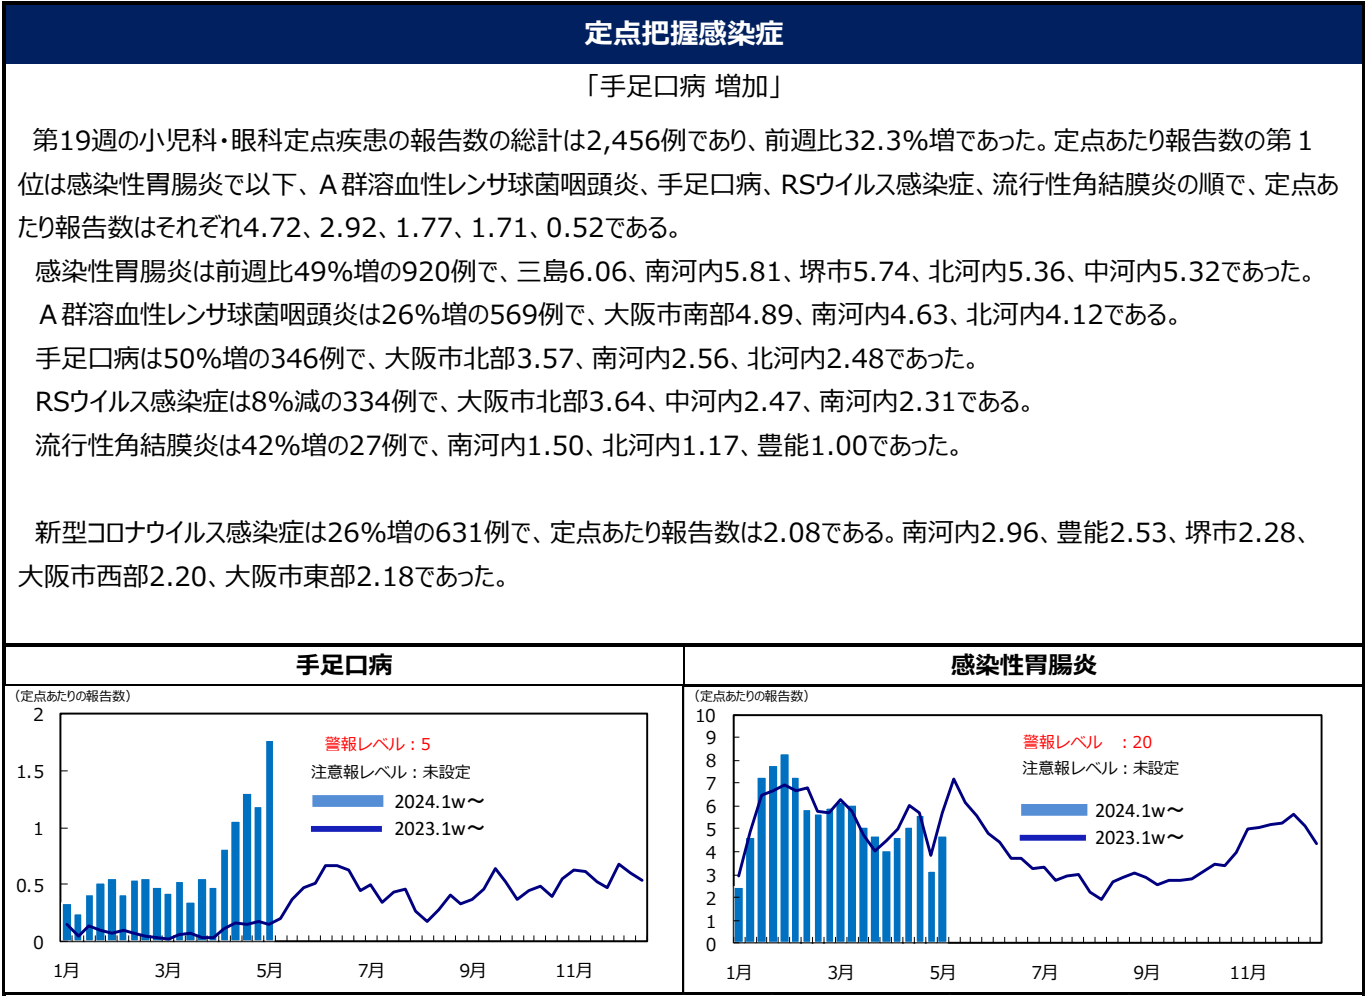 定点把握感染症
「手足口病 増加」
第19週の小児科・眼科定点疾患の報告数の総計は2,456例であり、前週比32.3%増であった。定点あたり報告数の第１
位は感染性胃腸炎で以下、Ａ群溶血性レンサ球菌咽頭炎、手足口病、RSウイルス感染症、流行性角結膜炎の順で、定点あ
たり報告数はそれぞれ4.72、2.92、1.77、1.71、0.52である。
感染性胃腸炎は前週比49%増の920例で、三島6.06、南河内5.81、堺市5.74、北河内5.36、中河内5.32であった。
Ａ群溶血性レンサ球菌咽頭炎は26%増の569例で、大阪市南部4.89、南河内4.63、北河内4.12である。
手足口病は50%増の346例で、大阪市北部3.57、南河内2.56、北河内2.48であった。
RSウイルス感染症は8%減の334例で、大阪市北部3.64、中河内2.47、南河内2.31である。
流行性角結膜炎は42%増の27例で、南河内1.50、北河内1.17、豊能1.00であった。
新型コロナウイルス感染症は26%増の631例で、定点あたり報告数は2.08である。南河内2.96、豊能2.53、堺市2.28、
大阪市西部2.20、大阪市東部2.18であった。
手足口病
（定点あたりの報告数）
2
1.5
1
0.5
0
警報レベル：5
注意報レベル：未設定
2024.1w～
2023.1w～
1月 3月 5月 7月 9月 11月
感染性胃腸炎
（定点あたりの報告数）
10
9
8
7
6
5
4
3
2
1
0
警報レベル ：20
注意報レベル：未設定
2024.1w～
2023.1w～
1月 3月 5月 7月 9月 11月